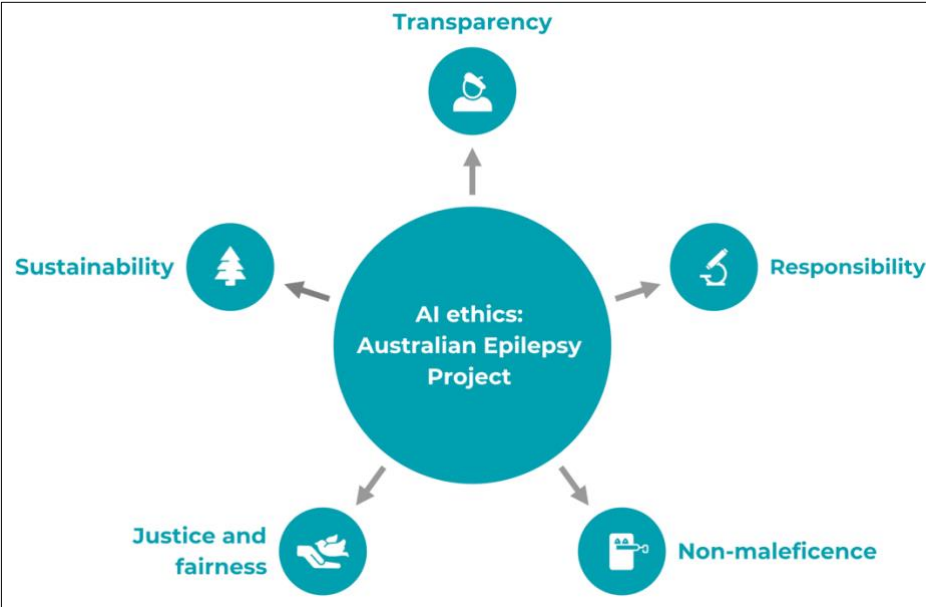 Transparency
Sustainability
Responsibility
AI ethics:
Australian Epilepsy
Project
Justice and
fairness
Non-maleficence